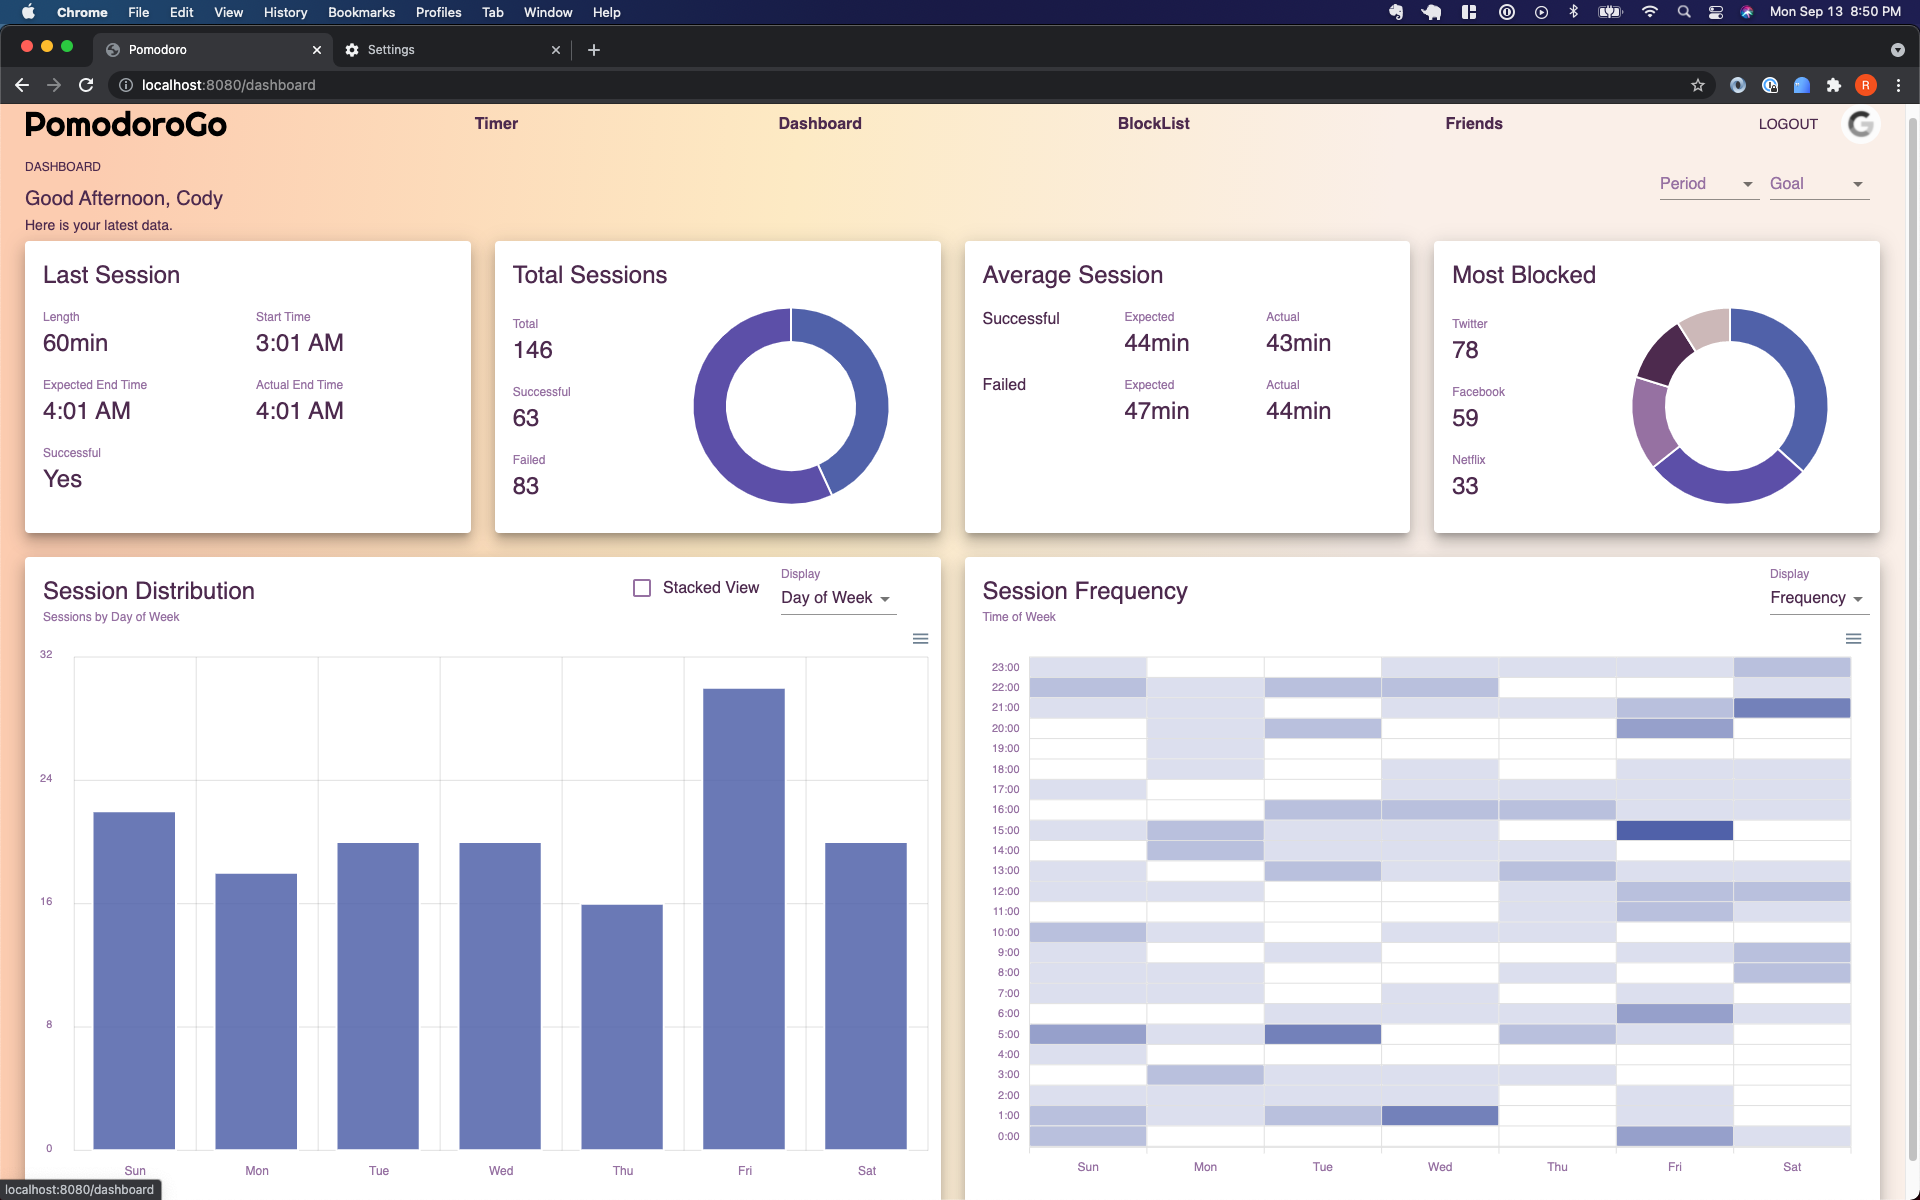 Chrome File Edit View History Bookmarks Profiles Tab Window Help Mon Sep 13 8:50 PM
Pomodoro Settings
localhost:8080/dashboard R
PomodoroGo Timer Dashboard BlockList Friends LOGOUT G
DASHBOARD
Good Afternoon, Cody
Period Goal
Here is your latest data.
Last Session
Length Start Time
60min 3:01 AM
Expected End Time Actual End Time
4:01 AM 4:01 AM
Successful
Yes
Total Sessions
Total
146
Successful
63
Failed
83
Average Session
Successful
Expected Actual
44min 43min
Failed
Expected Actual
47min 44min
Most Blocked
Twitter
78
Facebook
59
Netflix
33
Session Distribution
Sessions by Day of Week
Stacked View
Display
Day of Week
32
24
16
8
0
Sun Mon Tue Wed Thu Fri Sat
Session Frequency
Time of Week
Display
Frequency
23:00
22:00
21:00
20:00
19:00
18:00
17:00
16:00
15:00
14:00
13:00
12:00
11:00
10:00
9:00
8:00
7:00
6:00
5:00
4:00
3:00
2:00
1:00
0:00
Sun Mon Tue Wed Thu Fri Sat
localhost:8080/dashboard